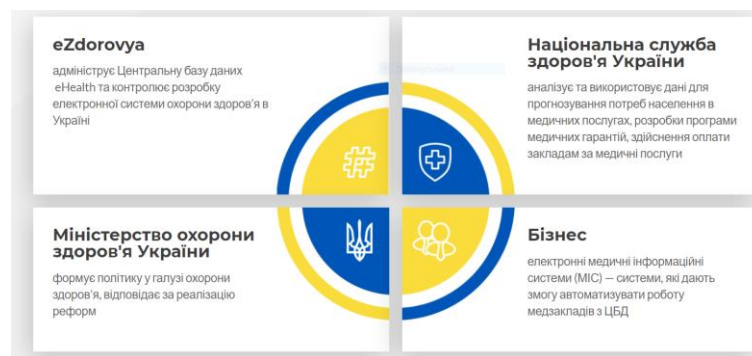 eZdorovya
адмініструє Центральну базу даних
eHealth та контролює розробку
електронної системи охорони здоров'я в
Україні
Національна служба
здоров'я України
аналізує та використовує дані для
прогнозування потреб населення в
медичних послугах, розробки програми
медичних гарантій, здійснення оплати
закладам за медичні послуги
Міністерство охорони
здоров'я України
формує політику у галузі охорони
здоров'я, відповідає за реалізацію
реформ
Бізнес
електронні медичні інформаційні
системи (МІС) — системи, які дають
змогу автоматизувати роботу
медзакладів з ЦБД